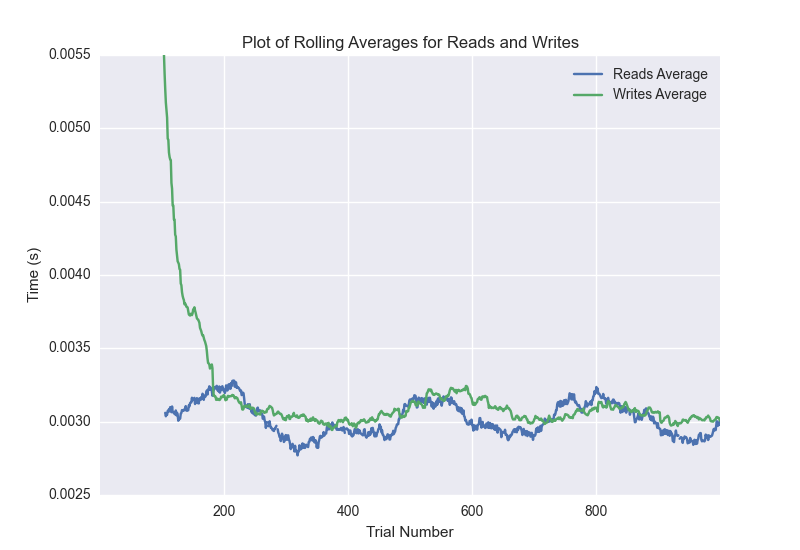 Plot of Rolling Averages for Reads and Writes
0.0055
0.0050
0.0045
0.0040
0.0035
0.0030
0.0025
Time (s)
Reads Average
Writes Average
200
400
600
800
Trial Number